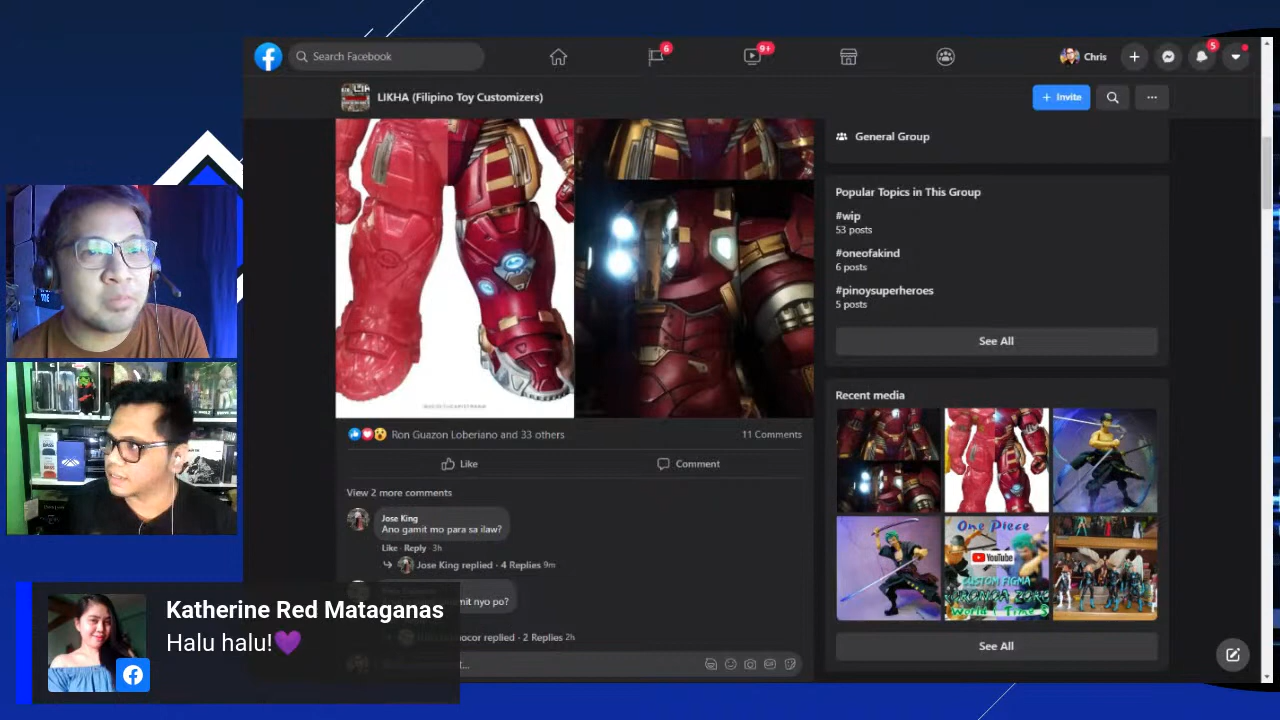 Search Facebook
6
9+
Chris
5
LIKHA (Filipino Toy Customizers)
+ Invite
General Group
Popular Topics in This Group
#wip
53 posts
#oneofakind
6 posts
#pinoysuperheroes
5 posts
See All
Recent media
One Piece
YouTube
CUSTOM FIGMA
See All
Ron Guazon Loberiano and 33 others
11 Comments
Like
Comment
View 2 more comments
Jose King
Ano gamit mo para sa ilaw?
Like · Reply · 3h
Jose King replied · 4 Replies 9m
mit nyo po?
ocor replied · 2 Replies 2h
Katherine Red Mataganas
Halu halu!💜